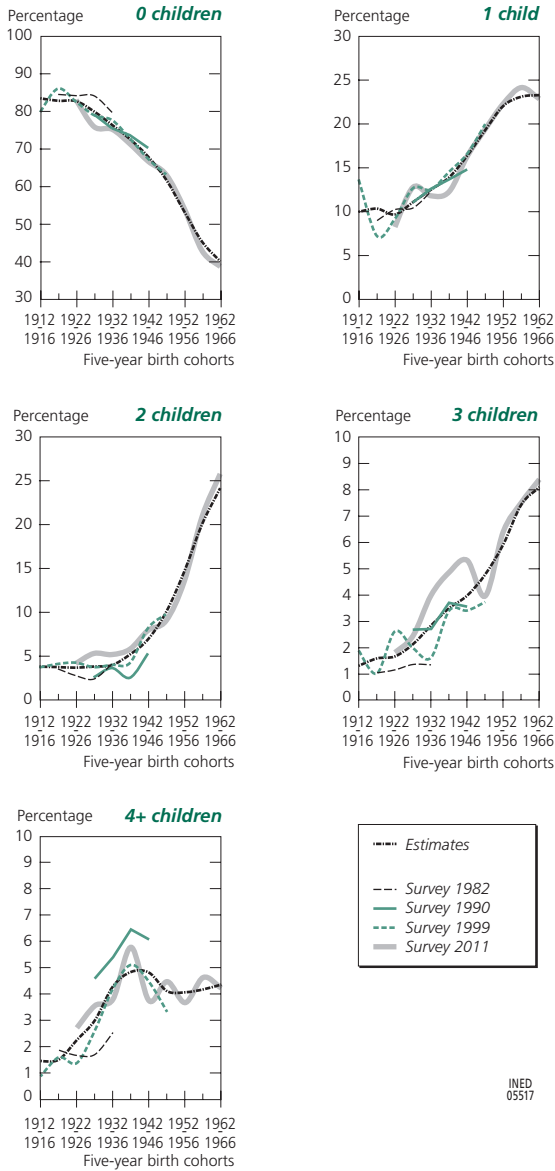 Percentage 0 children
100
90
80
70
60
50
40
30
1912 1922 1932 1942 1952 1962
1916 1926 1936 1946 1956 1966
Five-year birth cohorts
Percentage 1 child
30
25
20
15
10
5
0
1912 1922 1932 1942 1952 1962
1916 1926 1936 1946 1956 1966
Five-year birth cohorts
Percentage 2 children
30
25
20
15
10
5
0
1912 1922 1932 1942 1952 1962
1916 1926 1936 1946 1956 1966
Five-year birth cohorts
Percentage 3 children
10
9
8
7
6
5
4
3
2
1
0
1912 1922 1932 1942 1952 1962
1916 1926 1936 1946 1956 1966
Five-year birth cohorts
Percentage 4+ children
10
9
8
7
6
5
4
3
2
1
0
1912 1922 1932 1942 1952 1962
1916 1926 1936 1946 1956 1966
Five-year birth cohorts
Estimates
Survey 1982
Survey 1990
Survey 1999
Survey 2011
INED
05517